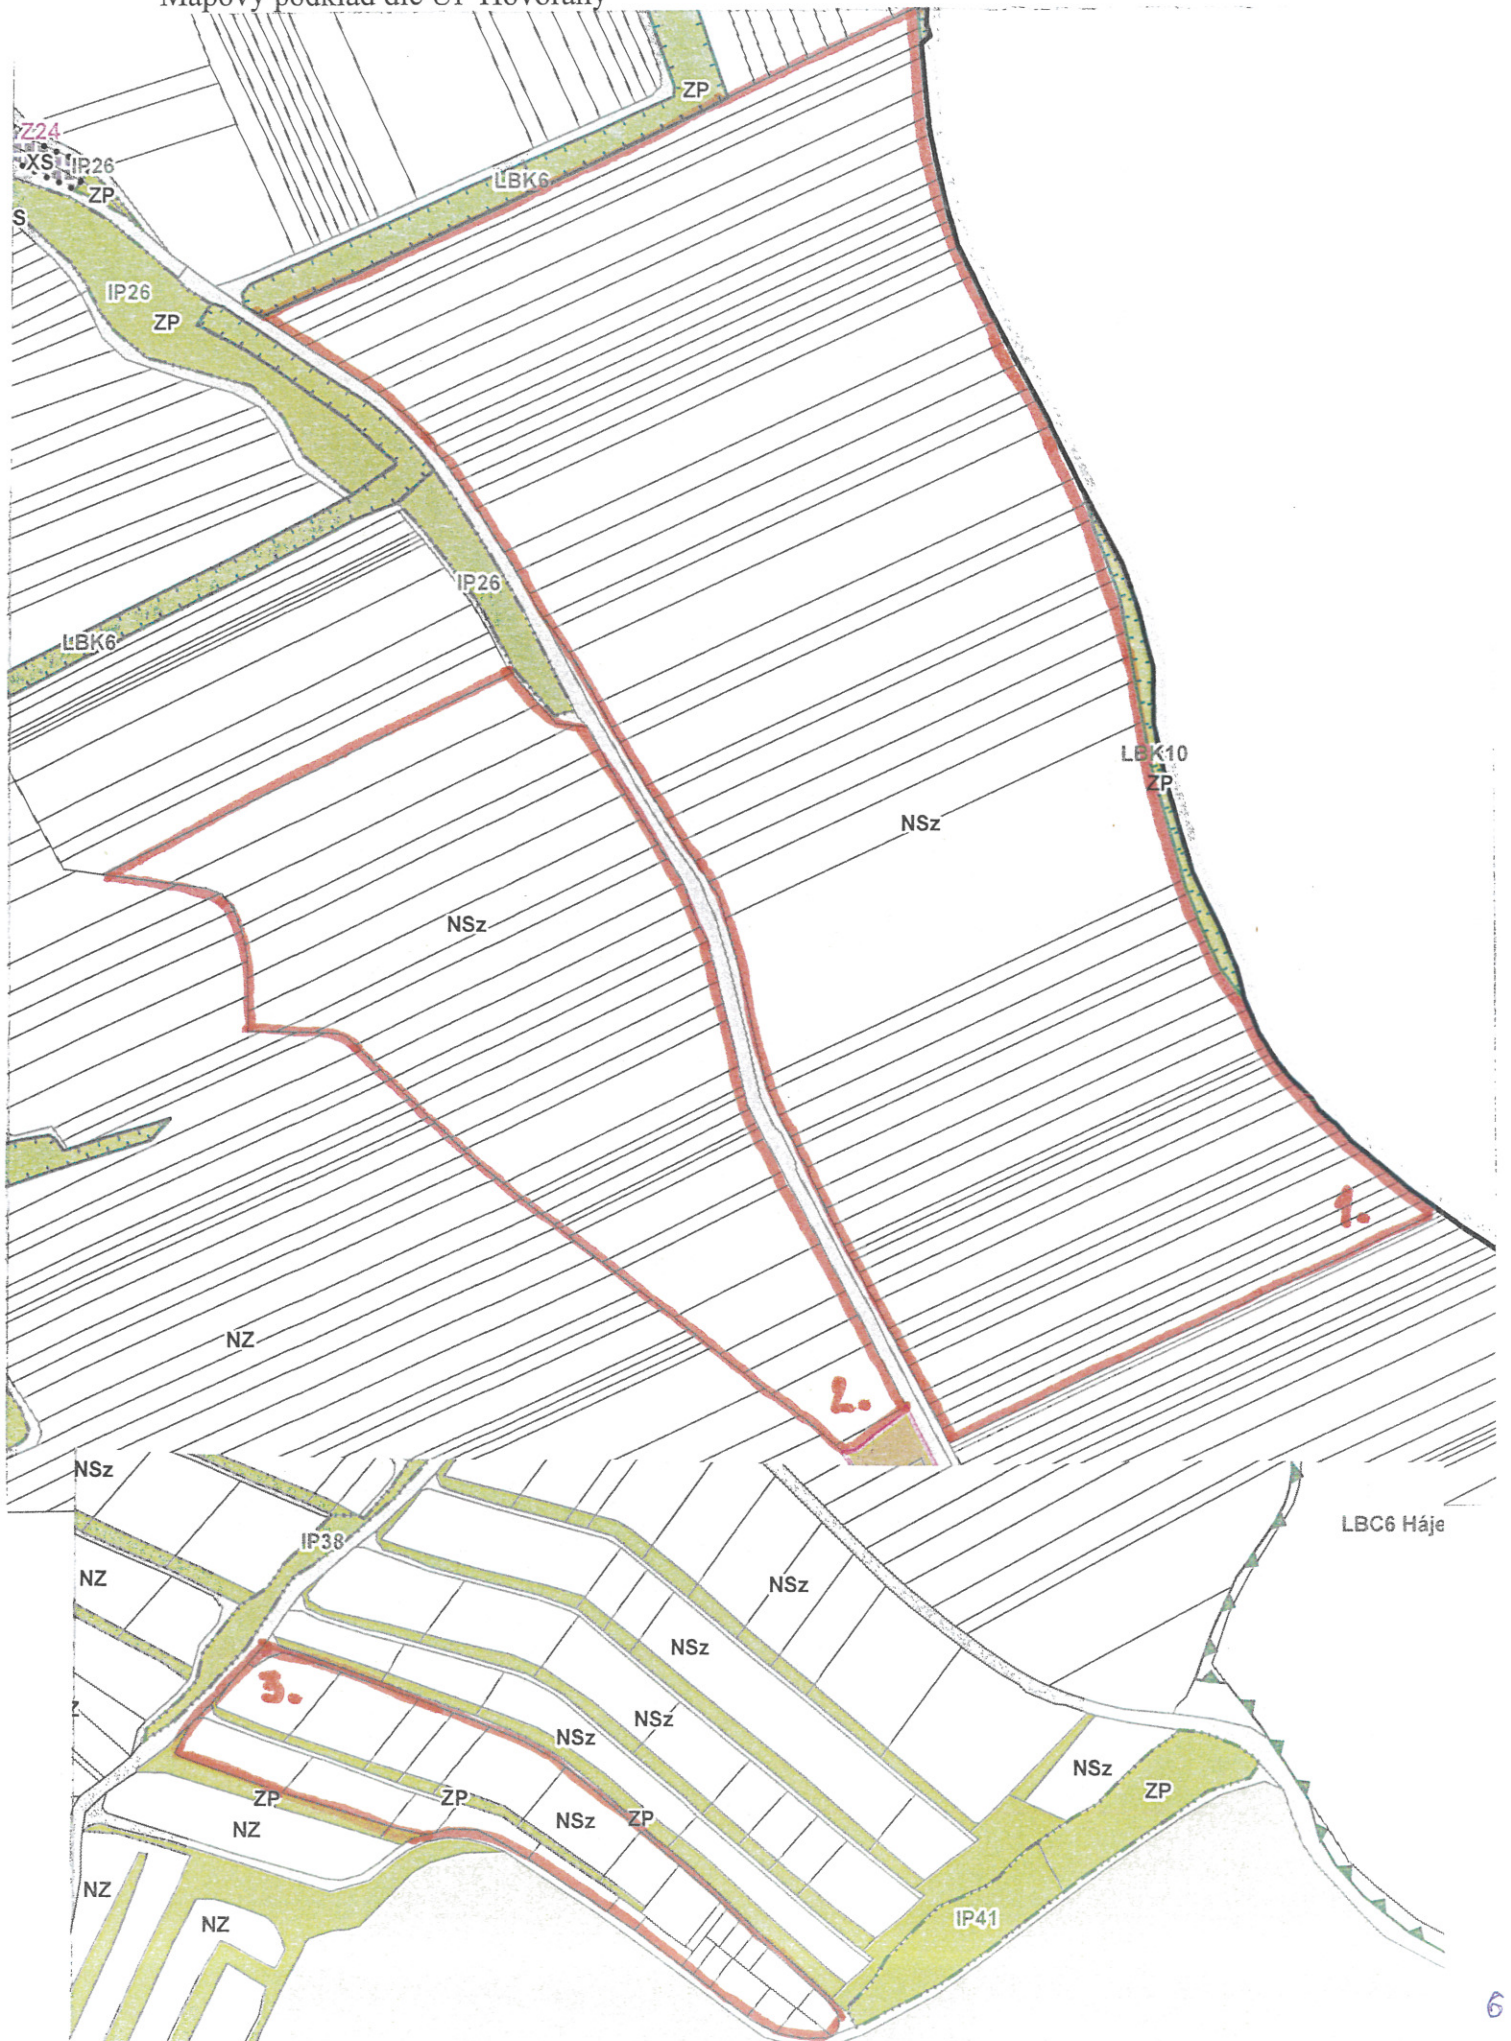 Mapový podklad dle ÚP Hovorany
ZP
Z24
XS
IP26
ZP
LBK6
S
IP26
ZP
IP26
LBK6
LBK10
ZP
NSz
NSz
1.
NZ
2.
NSz
LBC6 Háje
IP38
NZ
NSz
NSz
3.
NSz
NSz
NSz
ZP
ZP
ZP
NSz
ZP
NZ
NZ
IP41
NZ
6